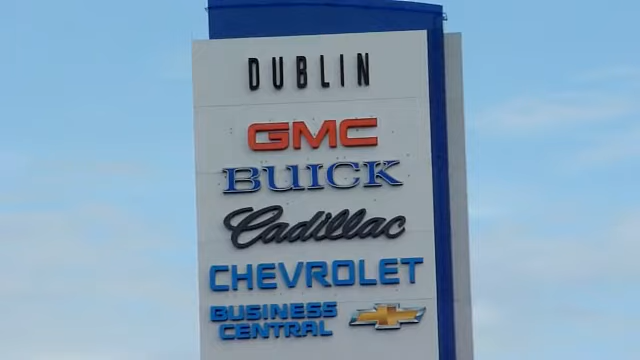 DUBLIN
GMC
BUICK
Cadillac
CHEVROLET
BUSINESS
CENTRAL